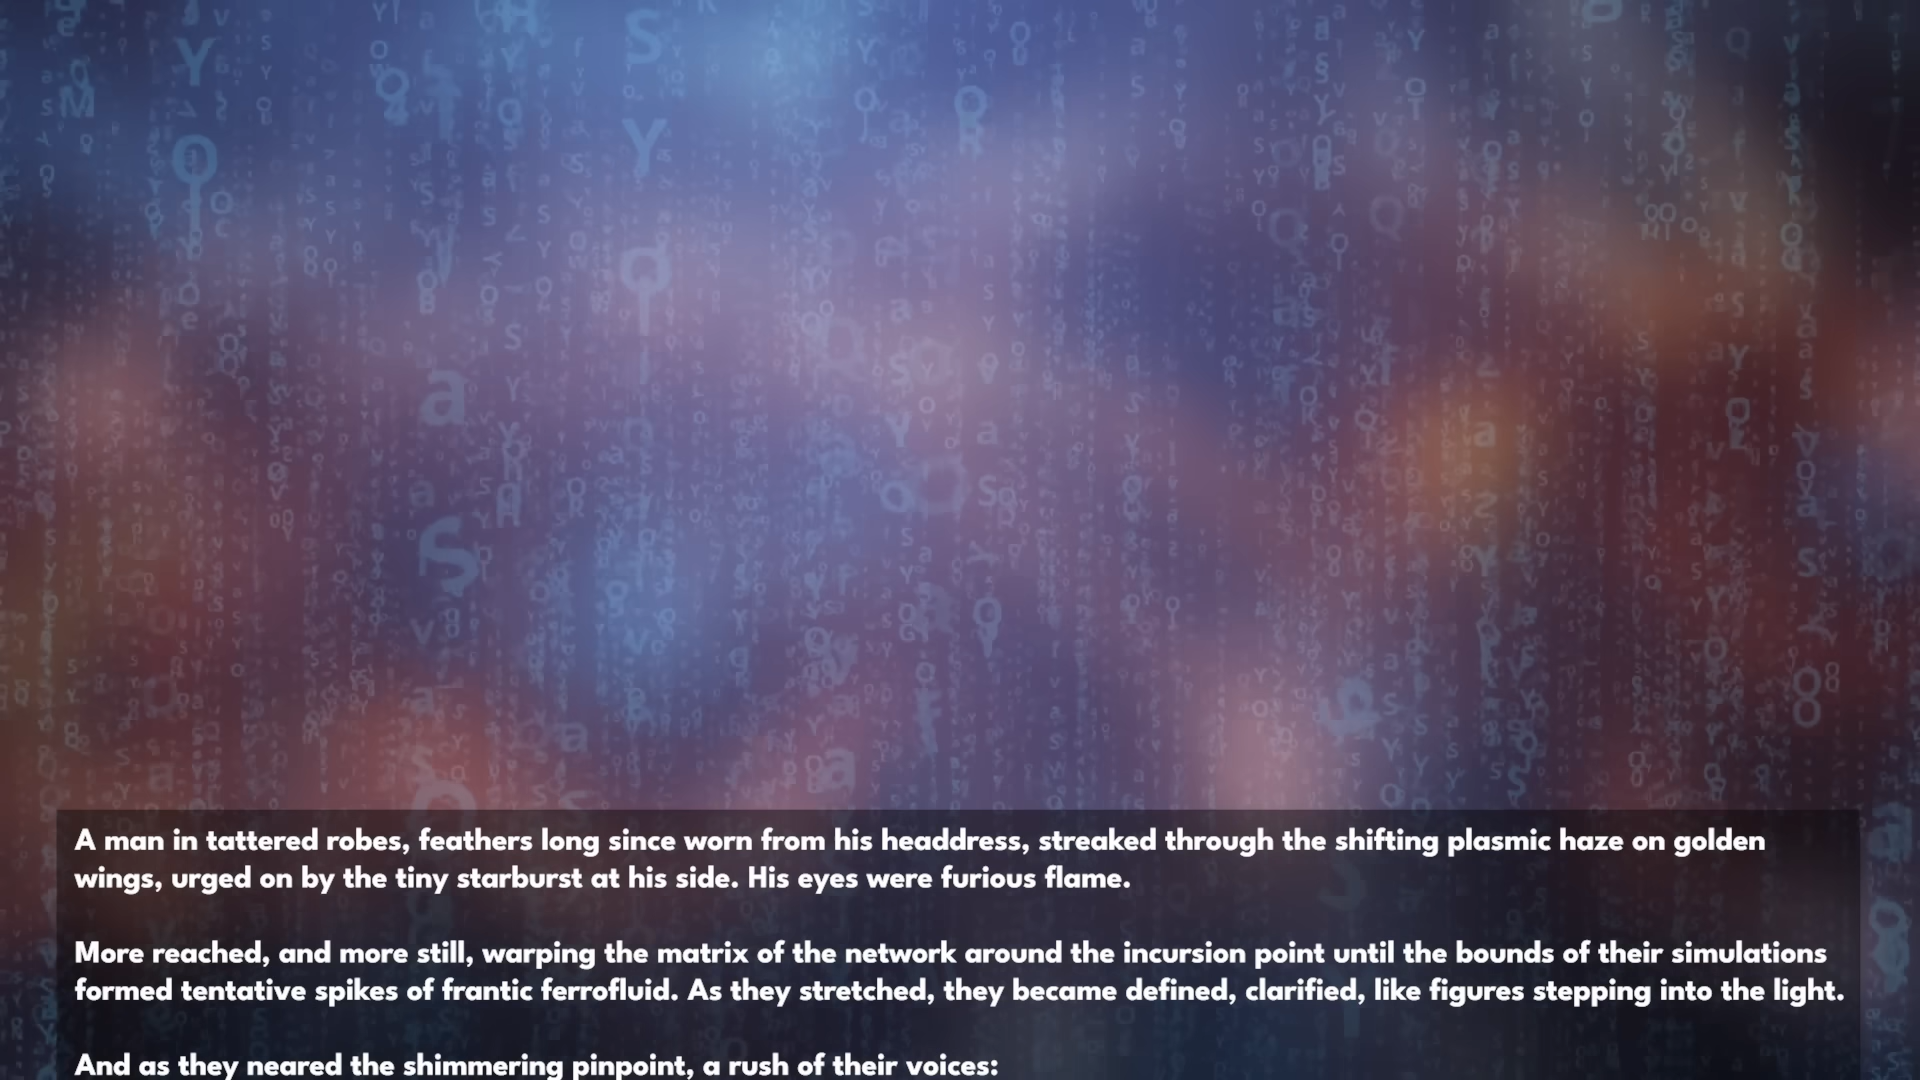 A man in tattered robes, feathers long since worn from his headdress, streaked through the shifting plasmic haze on golden
wings, urged on by the tiny starburst at his side. His eyes were furious flame.
More reached, and more still, warping the matrix of the network around the incursion point until the bounds of their simulations
formed tentative spikes of frantic ferrofluid. As they stretched, they became defined, clarified, like figures stepping into the light.
And as they neared the shimmering pinpoint, a rush of their voices: